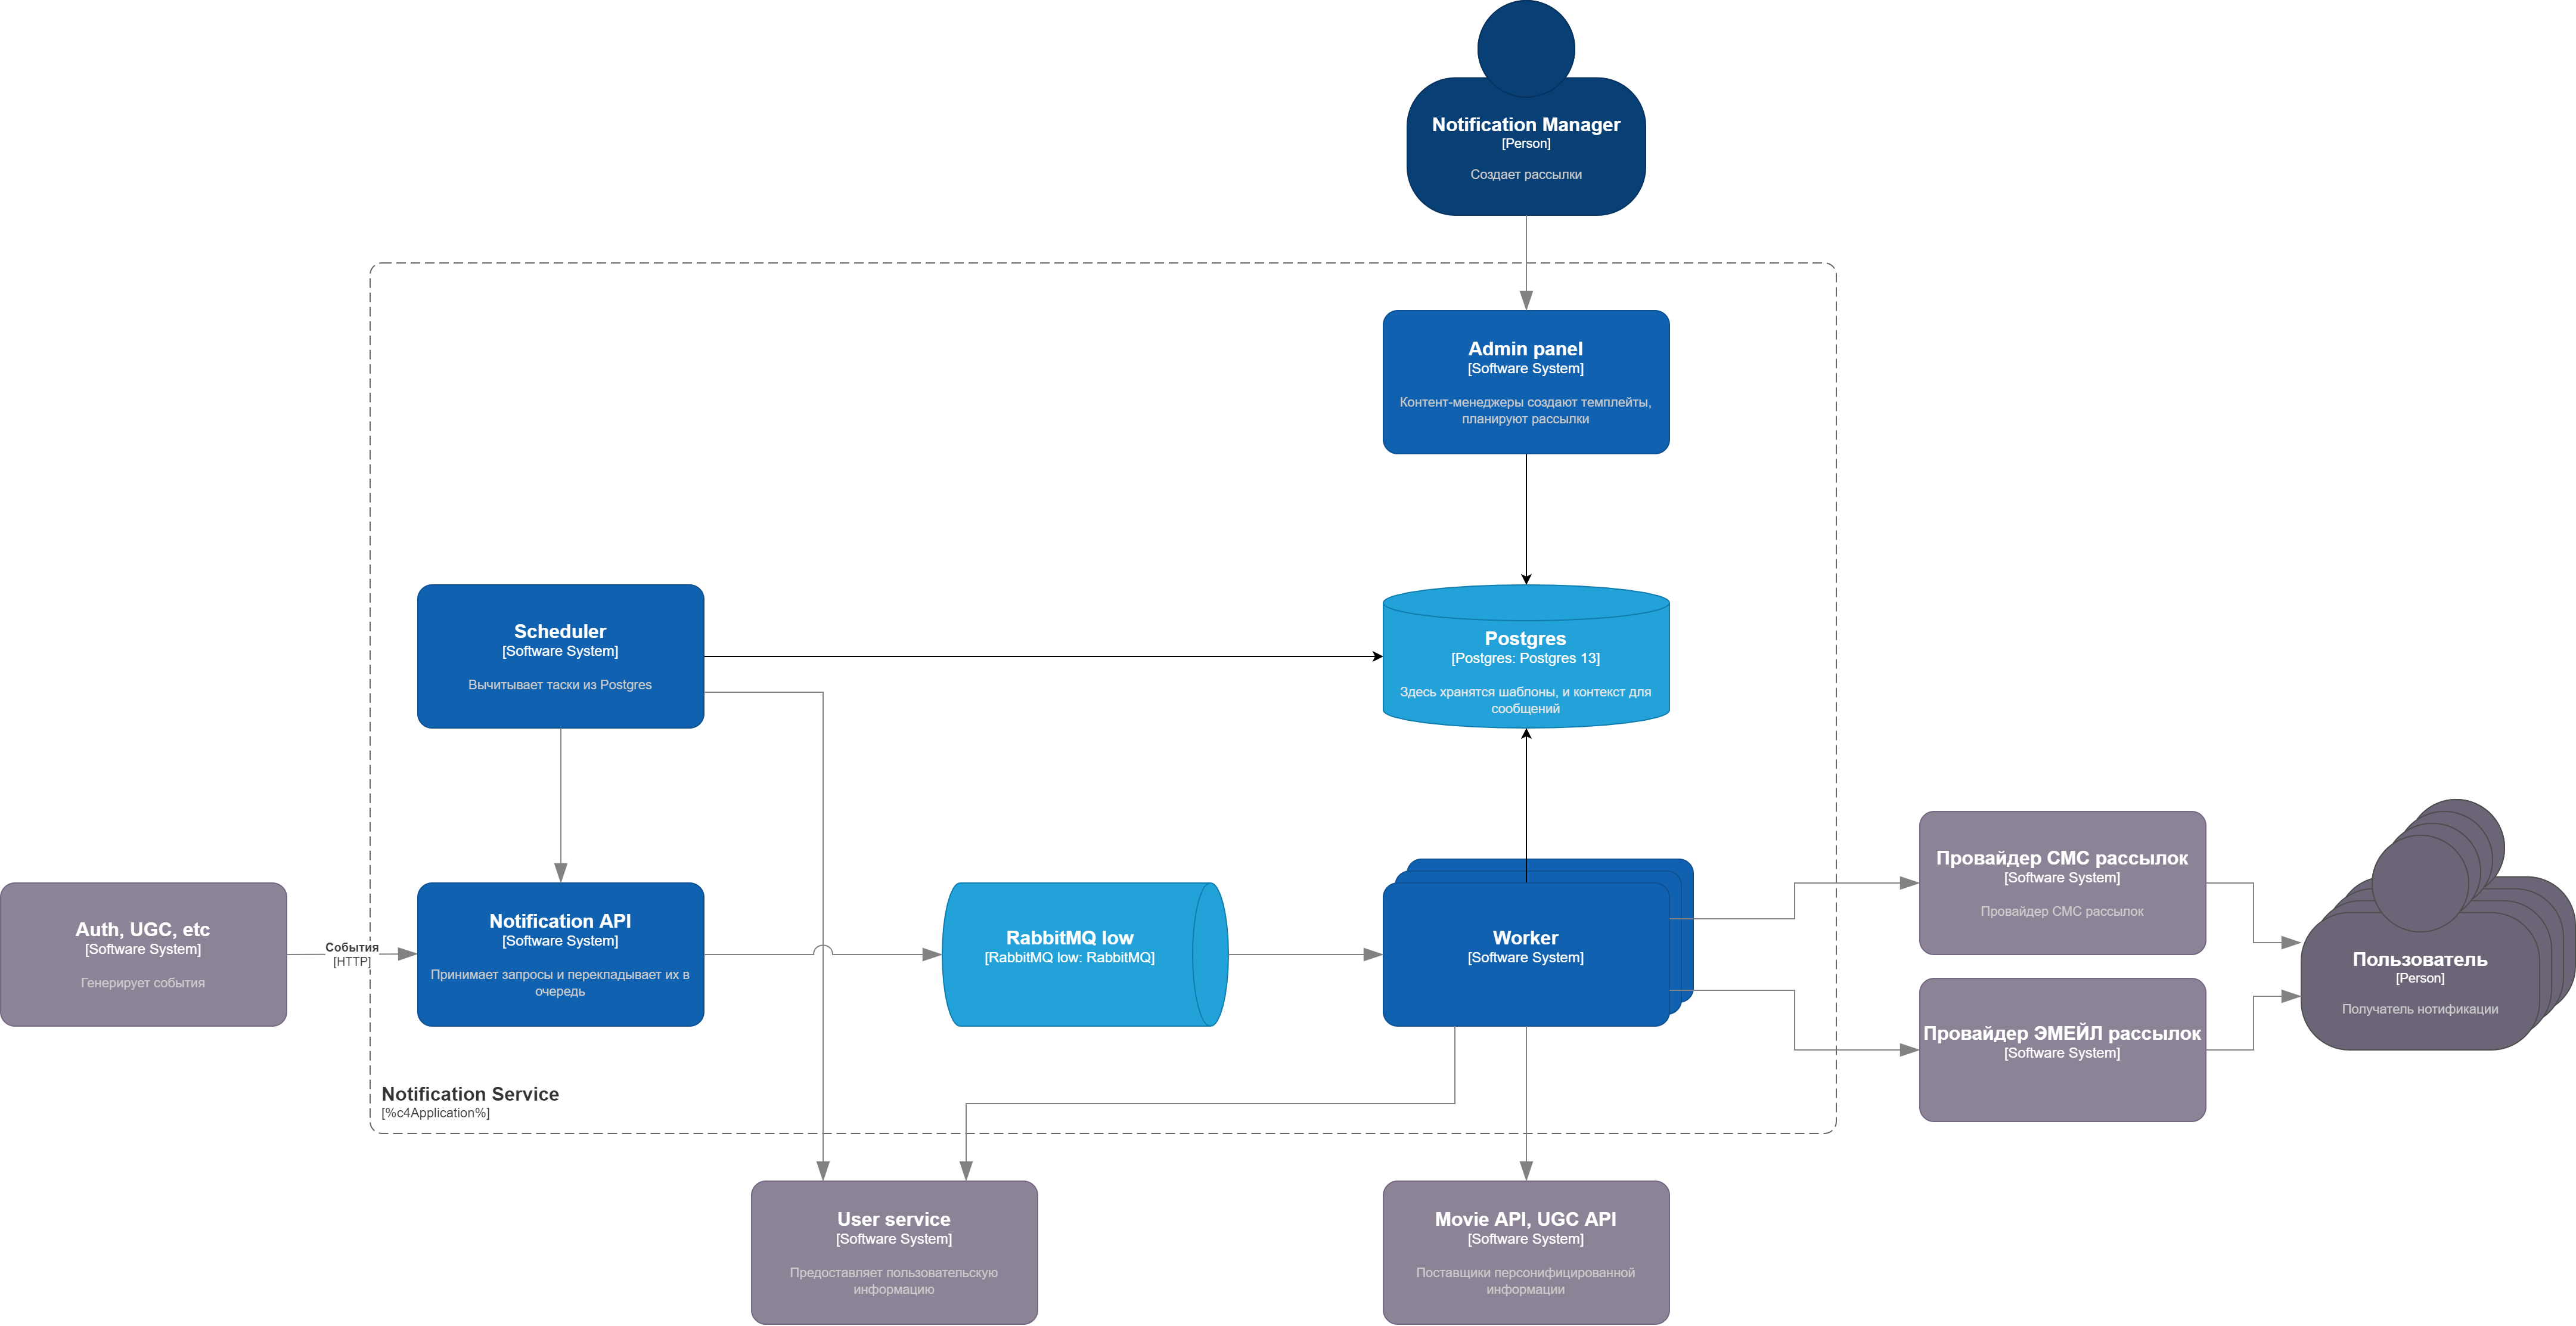 Notification Manager
[Person]
Создает рассылки
Admin panel
[Software System]
Контент-менеджеры создают темплейты,
планируют рассылки
Scheduler
[Software System]
Вычитывает таски из Postgres
Postgres
[Postgres: Postgres 13]
Здесь хранятся шаблоны, и контекст для
сообщений
Auth, UGC, etc
[Software System]
Генерирует события
События
[HTTP]
Notification API
[Software System]
Принимает запросы и перекладывает их в
очередь
RabbitMQ low
[RabbitMQ low: RabbitMQ]
Worker
[Software System]
Провайдер СМС рассылок
[Software System]
Провайдер СМС рассылок
Провайдер ЭМЕЙЛ рассылок
[Software System]
Пользователь
[Person]
Получатель нотификации
Notification Service
[%c4Application%]
User service
[Software System]
Предоставляет пользовательскую
информацию
Movie API, UGC API
[Software System]
Поставщики персонифицированной
информации